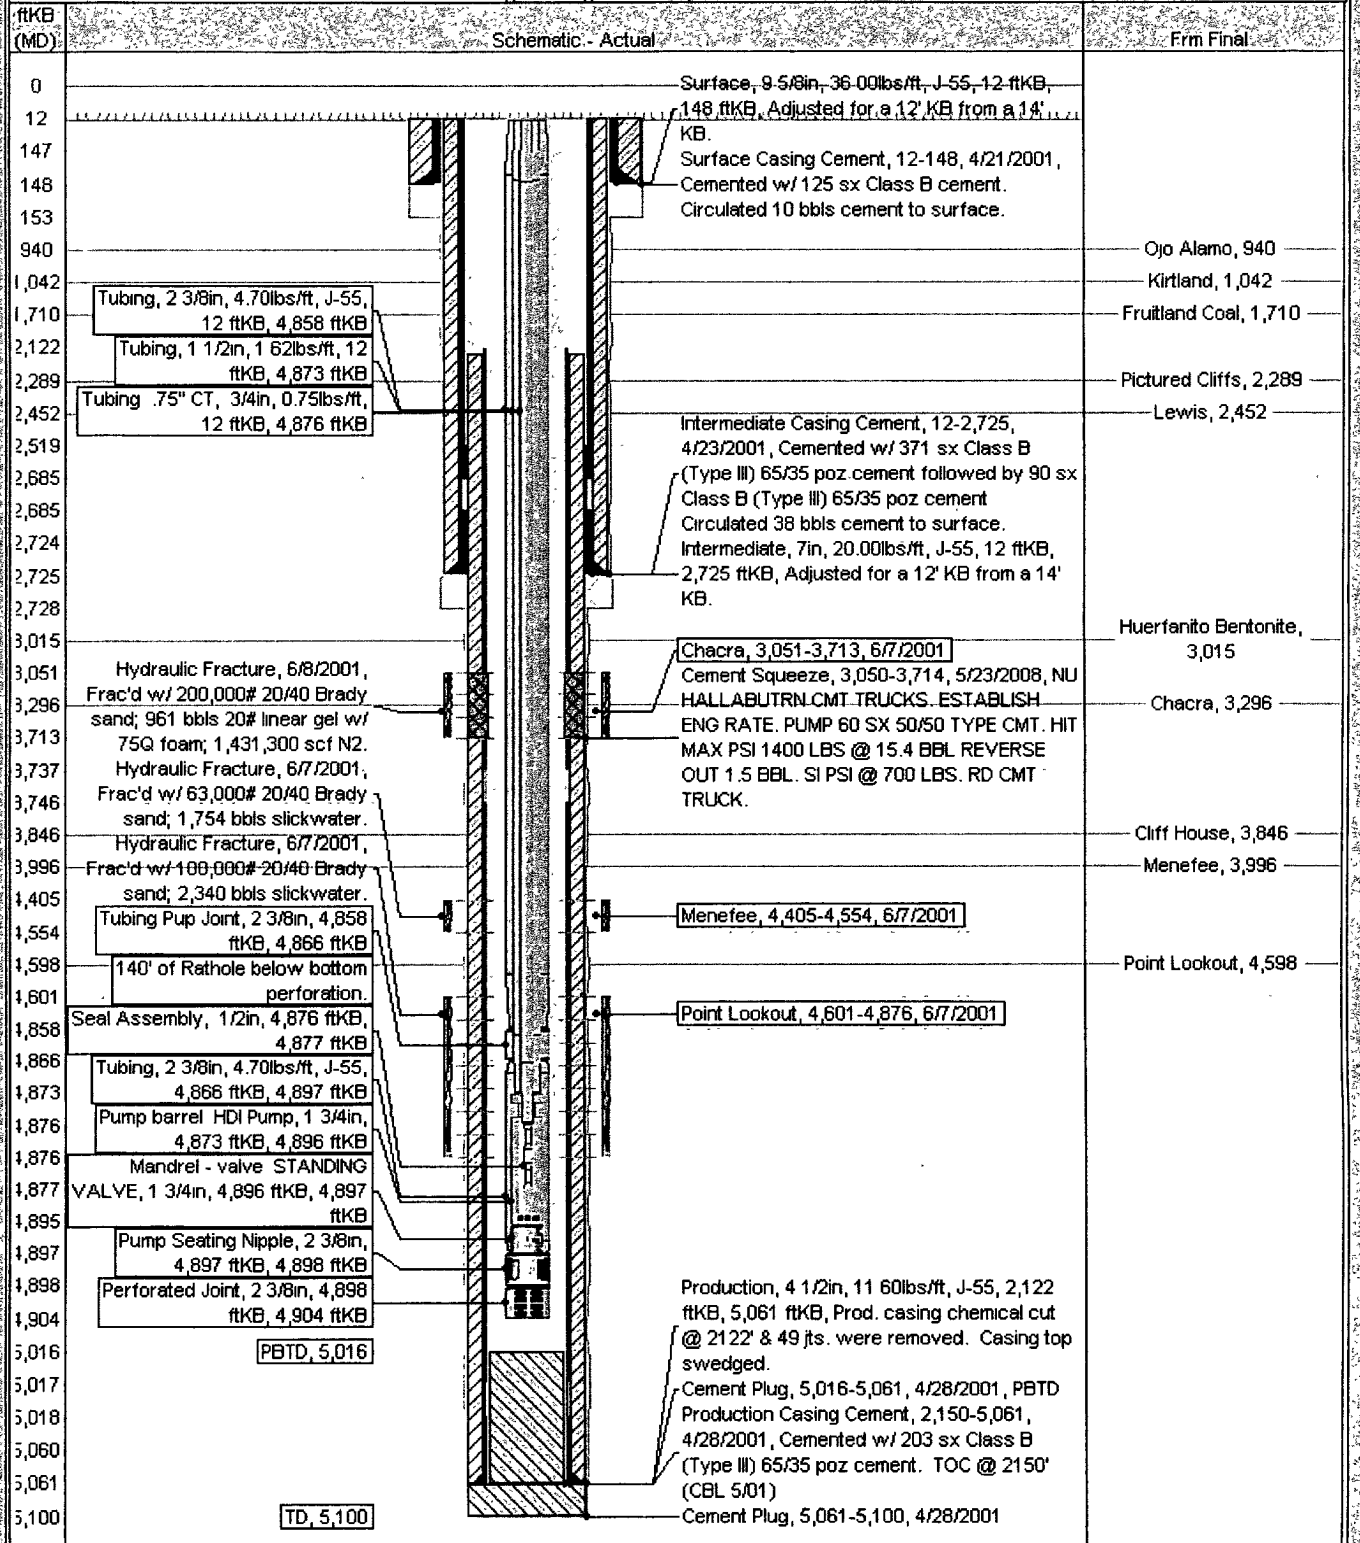 ftKB
(MD)
Schematic - Actual
Frm Final
0
12
147
148
153
940
1,042
1,710
2,122
2,289
2,452
2,519
2,685
2,685
2,724
2,725
2,728
3,015
3,051
3,296
3,713
3,737
3,746
3,846
3,996
4,405
4,554
4,598
4,601
4,858
4,866
4,873
4,876
4,876
4,877
4,895
4,897
4,898
4,904
5,016
5,017
5,018
5,060
5,061
5,100
Tubing, 2 3/8in, 4.70lbs/ft, J-55,
12 ftKB, 4,858 ftKB
Tubing, 1 1/2in, 1 62lbs/ft, 12
ftKB, 4,873 ftKB
Tubing .75" CT, 3/4in, 0.75lbs/ft,
12 ftKB, 4,876 ftKB
Hydraulic Fracture, 6/8/2001,
Frac'd w/ 200,000# 20/40 Brady
sand; 961 bbls 20# linear gel w/
75Q foam; 1,431,300 scf N2.
Hydraulic Fracture, 6/7/2001,
Frac'd w/ 63,000# 20/40 Brady
sand; 1,754 bbls slickwater.
Hydraulic Fracture, 6/7/2001,
Frac'd w/ 100,000# 20/40 Brady
sand; 2,340 bbls slickwater.
Tubing Pup Joint, 2 3/8in, 4,858
ftKB, 4,866 ftKB
140' of Rathole below bottom
perforation.
Seal Assembly, 1/2in, 4,876 ftKB,
4,877 ftKB
Tubing, 2 3/8in, 4.70lbs/ft, J-55,
4,866 ftKB, 4,897 ftKB
Pump barrel HDI Pump, 1 3/4in,
4,873 ftKB, 4,896 ftKB
Mandrel - valve STANDING
VALVE, 1 3/4in, 4,896 ftKB, 4,897
ftKB
Pump Seating Nipple, 2 3/8in,
4,897 ftKB, 4,898 ftKB
Perforated Joint, 2 3/8in, 4,898
ftKB, 4,904 ftKB
PBTD, 5,016
TD, 5,100
Surface, 9 5/8in, 36 00lbs/ft, J-55, 12 ftKB,
148 ftKB, Adjusted for a 12' KB from a 14'
KB.
Surface Casing Cement, 12-148, 4/21/2001,
Cemented w/ 125 sx Class B cement.
Circulated 10 bbls cement to surface.
Intermediate Casing Cement, 12-2,725,
4/23/2001, Cemented w/ 371 sx Class B
(Type III) 65/35 poz cement followed by 90 sx
Class B (Type III) 65/35 poz cement
Circulated 38 bbls cement to surface.
Intermediate, 7in, 20.00lbs/ft, J-55, 12 ftKB,
2,725 ftKB, Adjusted for a 12' KB from a 14'
KB.
Chacra, 3,051-3,713, 6/7/2001
Cement Squeeze, 3,050-3,714, 5/23/2008, NU
HALLABUTRN CMT TRUCKS. ESTABLISH
ENG RATE. PUMP 60 SX 50/50 TYPE CMT. HIT
MAX PSI 1400 LBS @ 15.4 BBL REVERSE
OUT 1.5 BBL. SI PSI @ 700 LBS. RD CMT
TRUCK.
Menefee, 4,405-4,554, 6/7/2001
Point Lookout, 4,601-4,876, 6/7/2001
Production, 4 1/2in, 11 60lbs/ft, J-55, 2,122
ftKB, 5,061 ftKB, Prod. casing chemical cut
@ 2122' & 49 jts. were removed. Casing top
swedged.
Cement Plug, 5,016-5,061, 4/28/2001, PBTD
Production Casing Cement, 2,150-5,061,
4/28/2001, Cemented w/ 203 sx Class B
(Type III) 65/35 poz cement. TOC @ 2150'
(CBL 5/01)
Cement Plug, 5,061-5,100, 4/28/2001
Ojo Alamo, 940
Kirtland, 1,042
Fruitland Coal, 1,710
Pictured Cliffs, 2,289
Lewis, 2,452
Huerfanito Bentonite,
3,015
Chacra, 3,296
Cliff House, 3,846
Menefee, 3,996
Point Lookout, 4,598